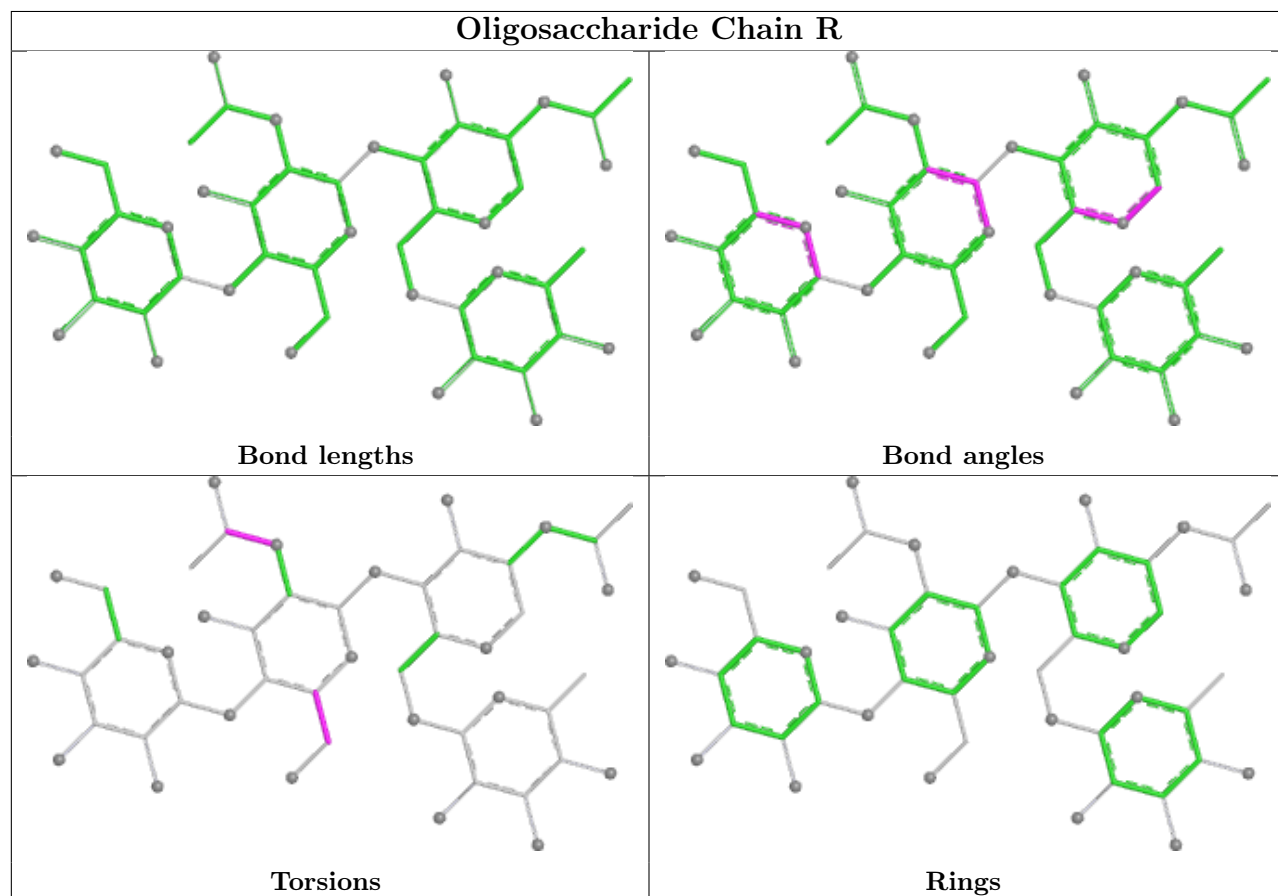 Oligosaccharide Chain R
Bond lengths
Bond angles
Torsions
Rings